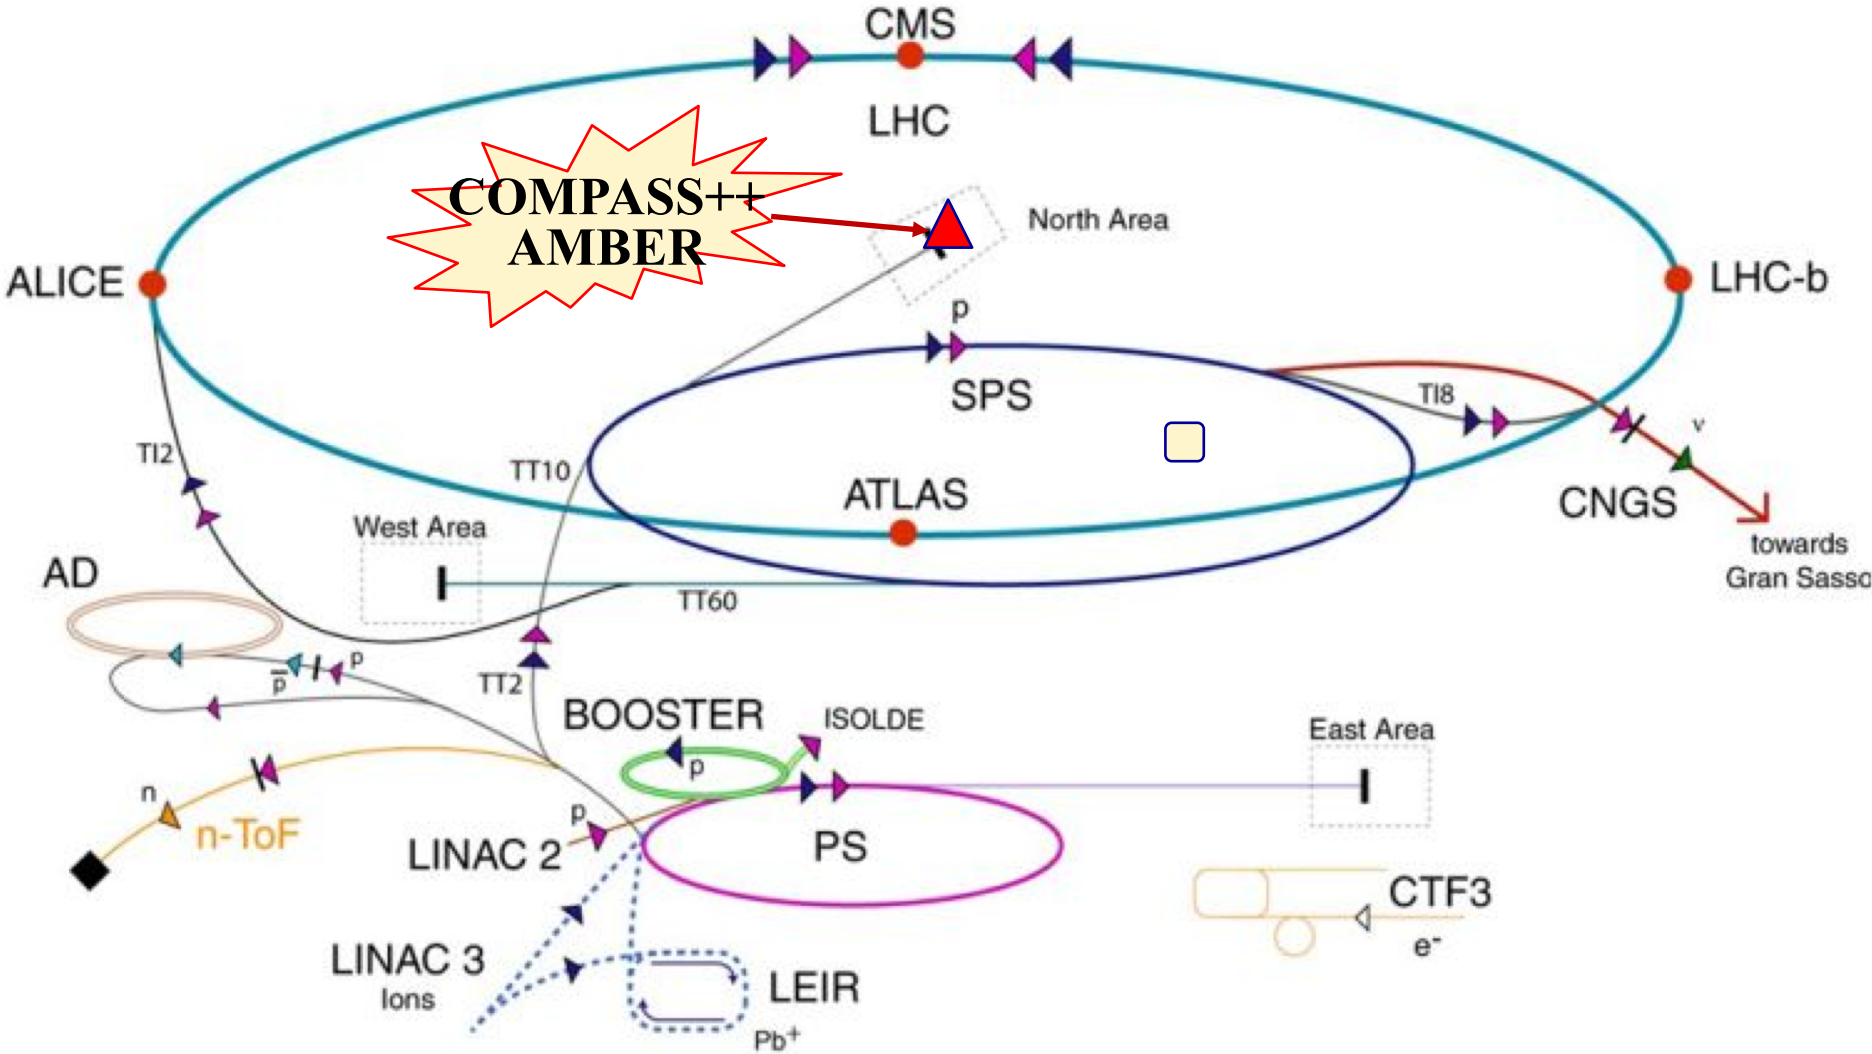 CMS
LHC
COMPASS++
AMBER
North Area
ALICE
LHC-b
p
SPS
TI8
ν
TI2
TT10
ATLAS
CNGS
West Area
towards
Gran Sasso
AD
TT60
p
p̅
TT2
BOOSTER
ISOLDE
East Area
p
n
p
n-ToF
LINAC 2
PS
CTF3
e-
LINAC 3
Ions
LEIR
Pb+